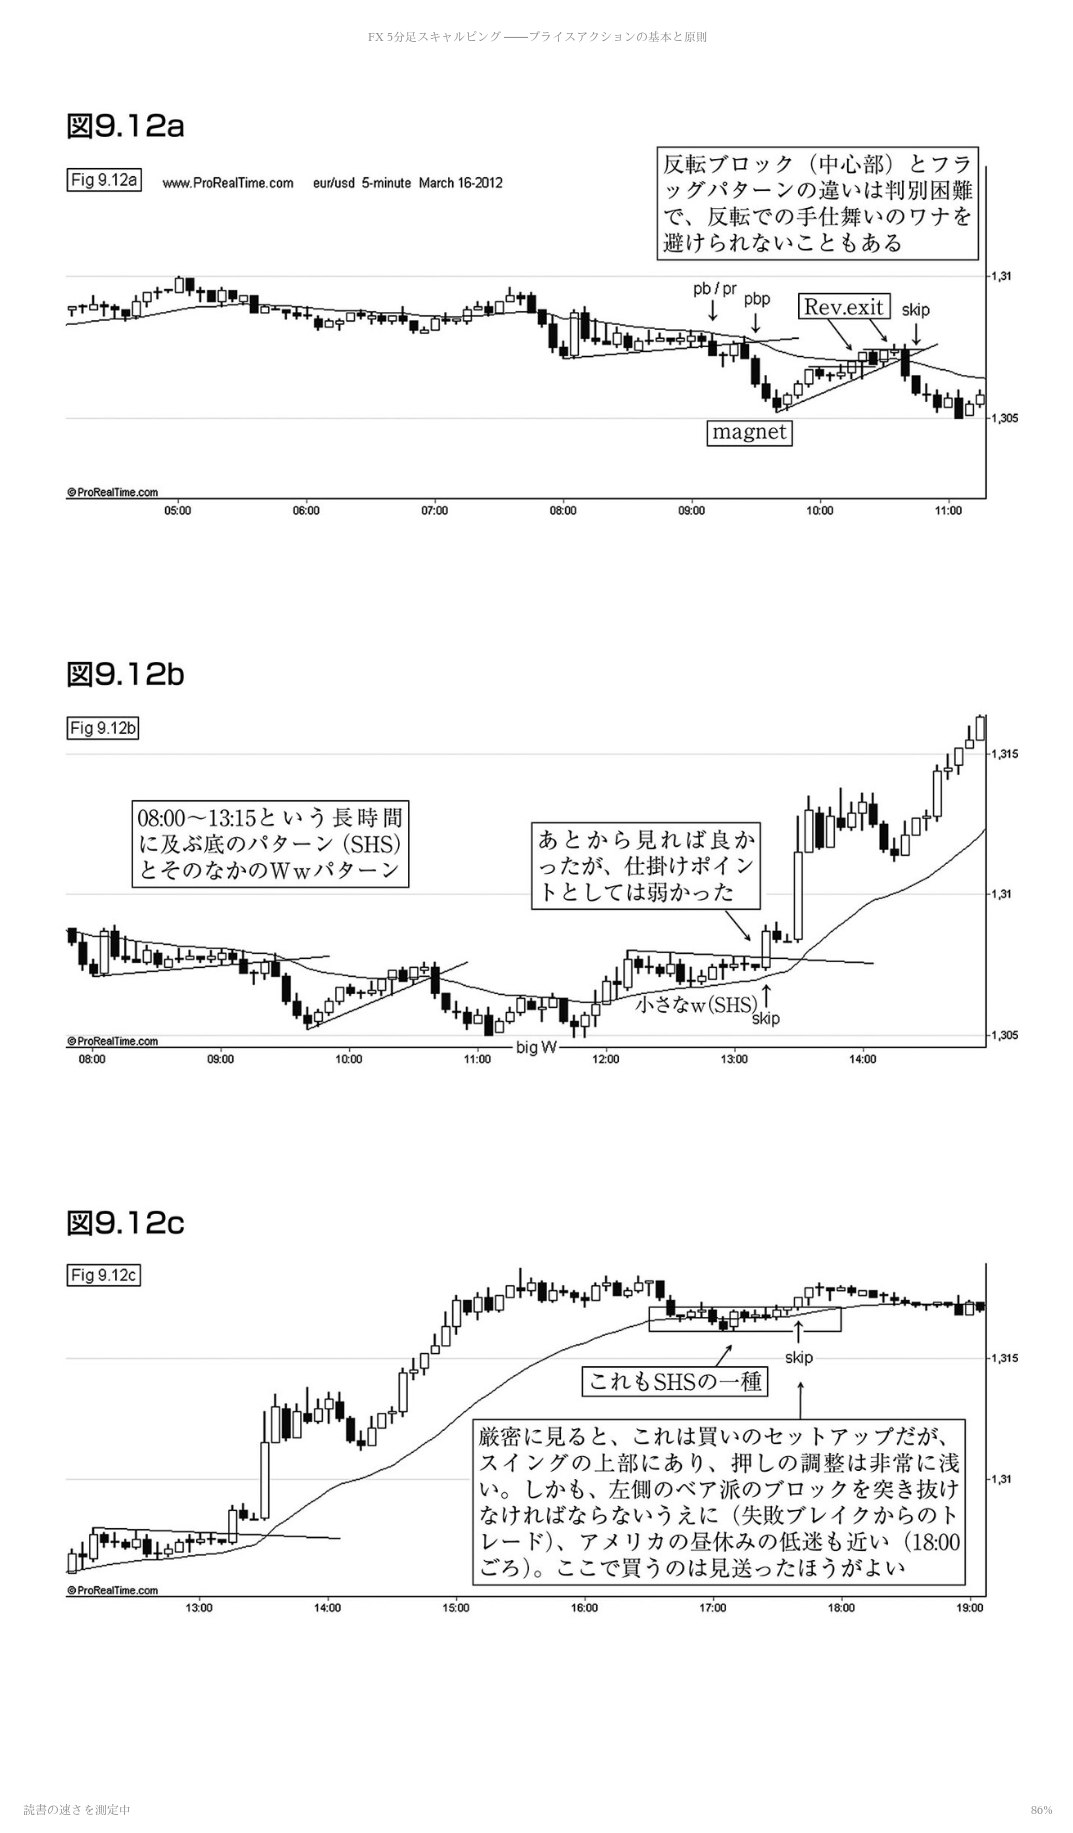 FX 5分足スキャルピング ――プライスアクションの基本と原則
図9.12a
Fig 9.12a
www.ProRealTime.com eur/usd 5-minute March 16-2012
反転ブロック（中心部）とフラ
ッグパターンの違いは判別困難
で、反転での手仕舞いのワナを
避けられないこともある
1,31
pb / pr
pbp
Rev.exit
skip
1,305
magnet
©ProRealTime.com
05:00 06:00 07:00 08:00 09:00 10:00 11:00
図9.12b
Fig 9.12b
1,315
08:00～13:15という長時間
に及ぶ底のパターン（SHS）
とそのなかのＷｗパターン
あとから見れば良か
ったが、仕掛けポイン
トとしては弱かった
1,31
小さなw(SHS)
skip
1,305
©ProRealTime.com
big W
08:00 09:00 10:00 11:00 12:00 13:00 14:00
図9.12c
Fig 9.12c
skip
1,315
これもSHSの一種
厳密に見ると、これは買いのセットアップだが、
スイングの上部にあり、押しの調整は非常に浅
い。しかも、左側のベア派のブロックを突き抜け
なければならないうえに（失敗ブレイクからのト
レード）、アメリカの昼休みの低迷も近い（18:00
ごろ）。ここで買うのは見送ったほうがよい
1,31
©ProRealTime.com
13:00 14:00 15:00 16:00 17:00 18:00 19:00
読書の速さを測定中
86%